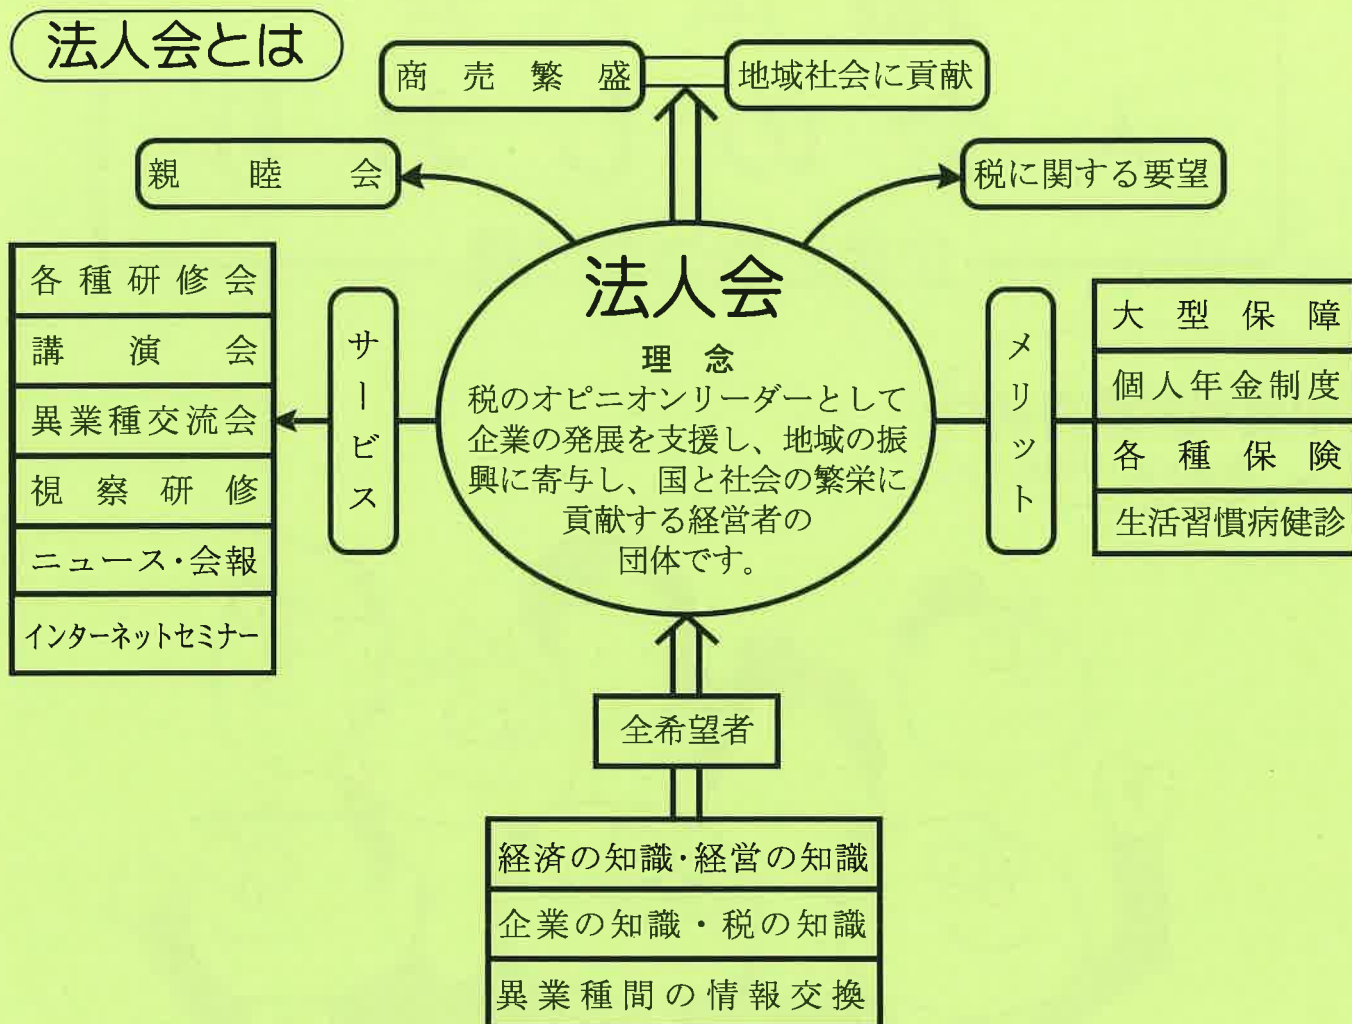 法人会とは
商売繁盛
地域社会に貢献
親睦会
税に関する要望
各種研修会
講演会
異業種交流会
視察研修
ニュース・会報
インターネットセミナー
サービス
法人会
理念
税のオピニオンリーダーとして
企業の発展を支援し、地域の振
興に寄与し、国と社会の繁栄に
貢献する経営者の
団体です。
メリット
大型保障
個人年金制度
各種保険
生活習慣病健診
全希望者
経済の知識・経営の知識
企業の知識・税の知識
異業種間の情報交換